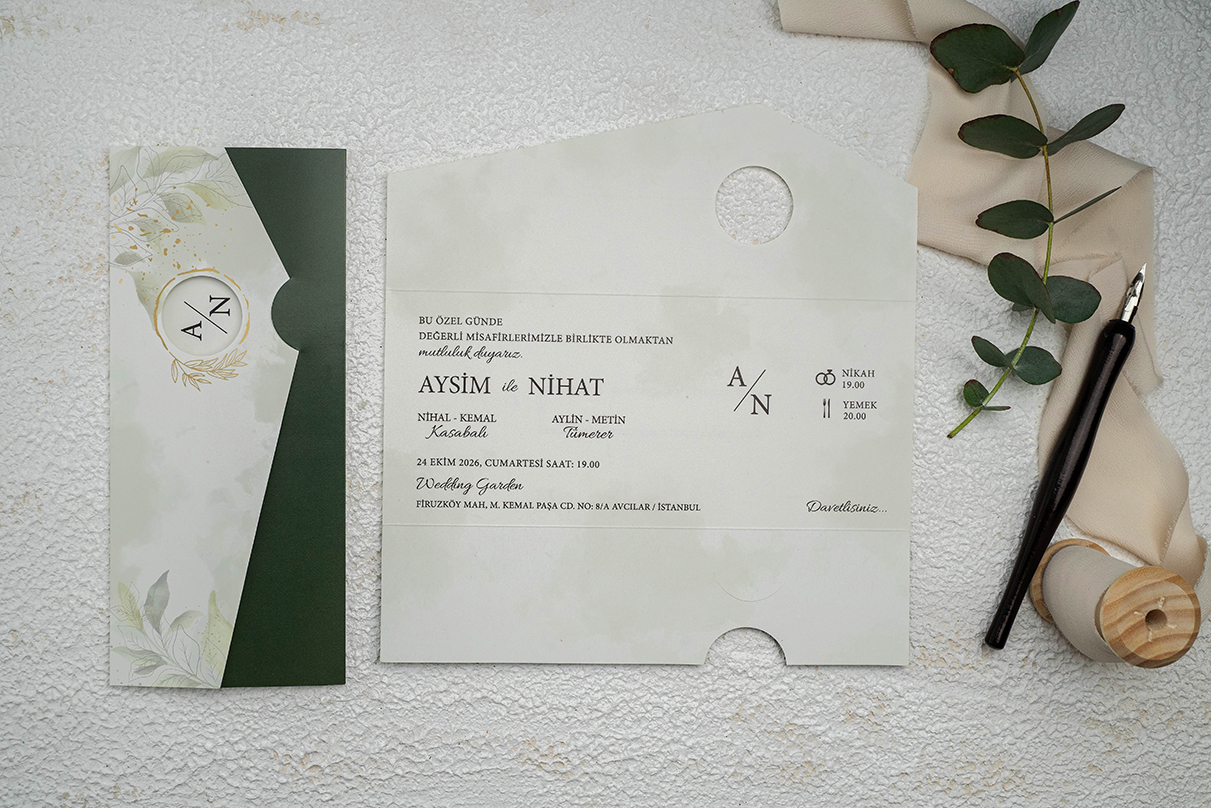 A/N
BU ÖZEL GÜNDE
DEĞERLİ MİSAFİRLERİMİZLE BİRLİKTE OLMAKTAN
mutluluk duyarız.
AYSİM ile NİHAT
NİHAL - KEMAL
Kasabalı
AYLİN - METİN
Tümerer
24 EKİM 2026, CUMARTESİ SAAT: 19.00
Wedding Garden
FİRUZKÖY MAH, M. KEMAL PAŞA CD. NO: 8/A AVCILAR / İSTANBUL
A/N
NİKAH
19.00
YEMEK
20.00
Davetlisiniz...